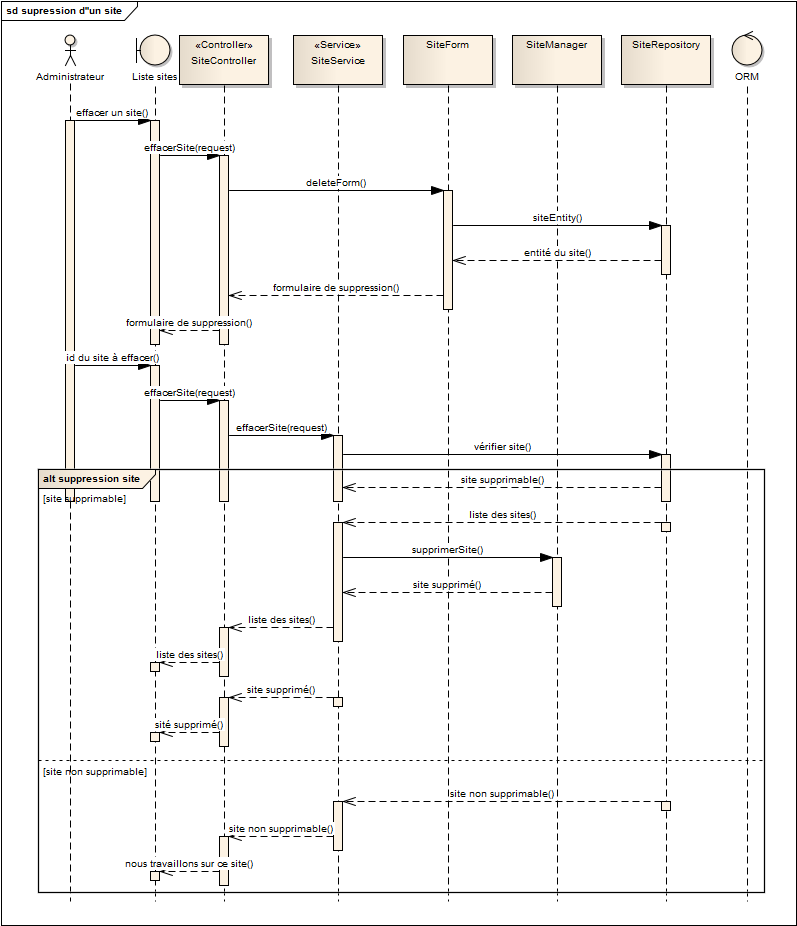 sd supression d"un site
«Controller»
«Service»
SiteForm
SiteManager
SiteRepository
SiteController
SiteService
Administrateur
Liste sites
ORM
effacer un site()
effacerSite(request)
deleteForm()
siteEntity()
entité du site()
formulaire de suppression()
formulaire de suppression()
id du site à effacer()
effacerSite(request)
effacerSite(request)
vérifier site()
alt suppression site
site supprimable()
[site supprimable]
liste des sites()
supprimerSite()
site supprimé()
liste des sites()
liste des sites()
site supprimé()
sité supprimé()
[site non supprimable]
site non supprimable()
site non supprimable()
nous travaillons sur ce site()